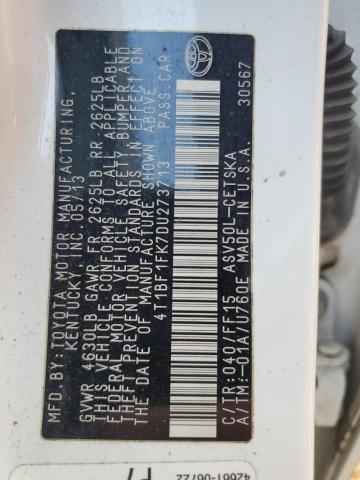 MFD.BY:TOYOTA MOTOR MANUFACTURING,
KENTUCKY, INC. 05/13
GVWR 4630LB GAWR FR 2625LB RR 2625LB
THIS VEHICLE CONFORMS TO ALL APPLICABLE
FEDERAL MOTOR VEHICLE SAFETY, BUMPER, AND
THEFT PREVENTION STANDARDS IN EFFECT ON
THE DATE OF MANUFACTURE SHOWN ABOVE.
4T1BF1FK7DU273713 PASS.CAR
C/TR:040/FF15 ASV50L-CETSKA
A/TM:-01A/U760E MADE IN U.S.A. 30567
42661-06722